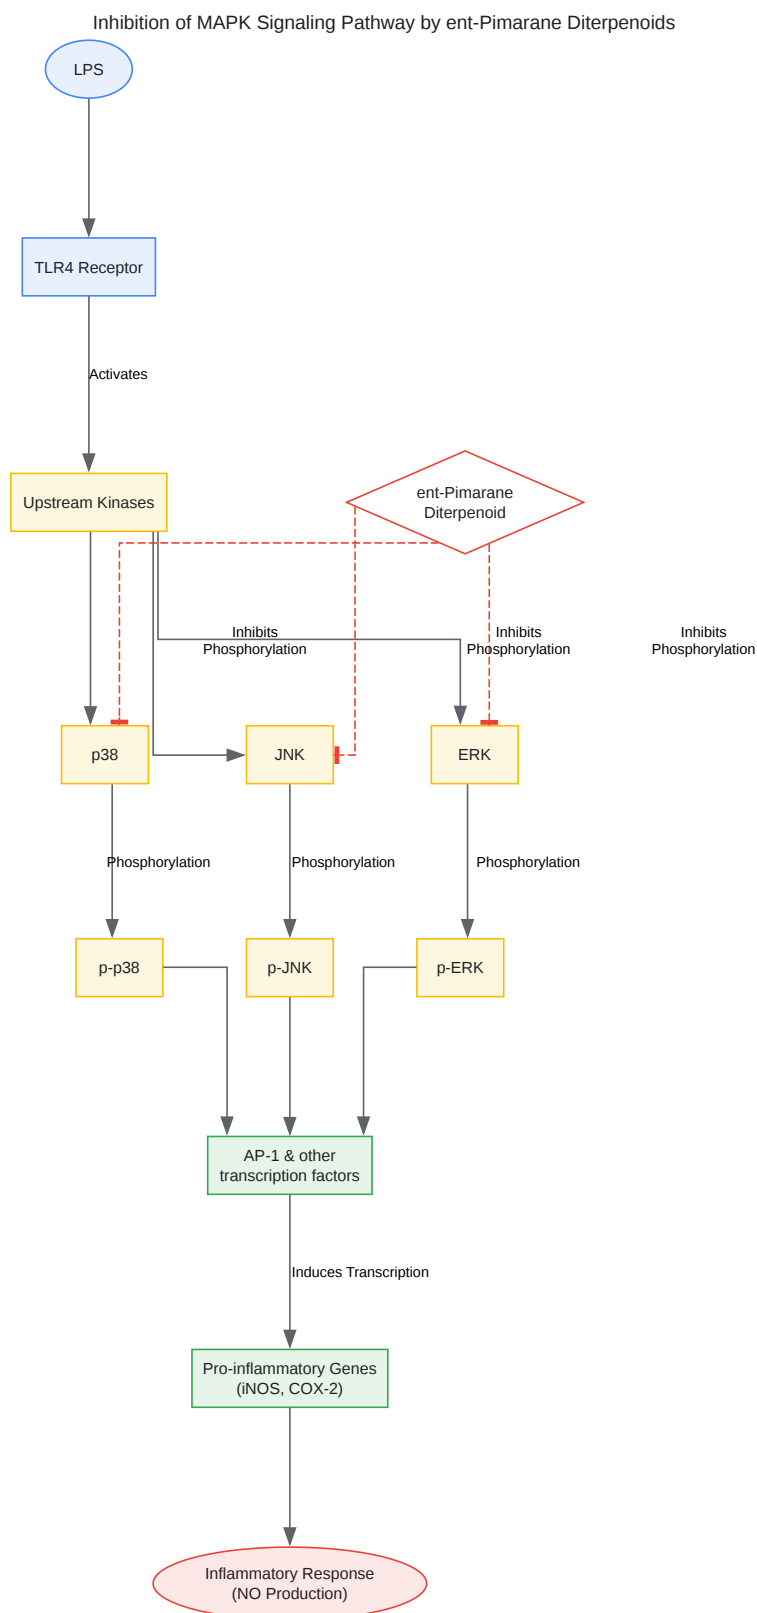 Inhibition of MAPK Signaling Pathway by ent-Pimarane Diterpenoids
LPS
TLR4 Receptor
Activates
Upstream Kinases
ent-Pimarane
Diterpenoid
Inhibits
Phosphorylation
Inhibits
Phosphorylation
Inhibits
Phosphorylation
p38
JNK
ERK
Phosphorylation
Phosphorylation
Phosphorylation
p-p38
p-JNK
p-ERK
AP-1 & other
transcription factors
Induces Transcription
Pro-inflammatory Genes
(iNOS, COX-2)
Inflammatory Response
(NO Production)